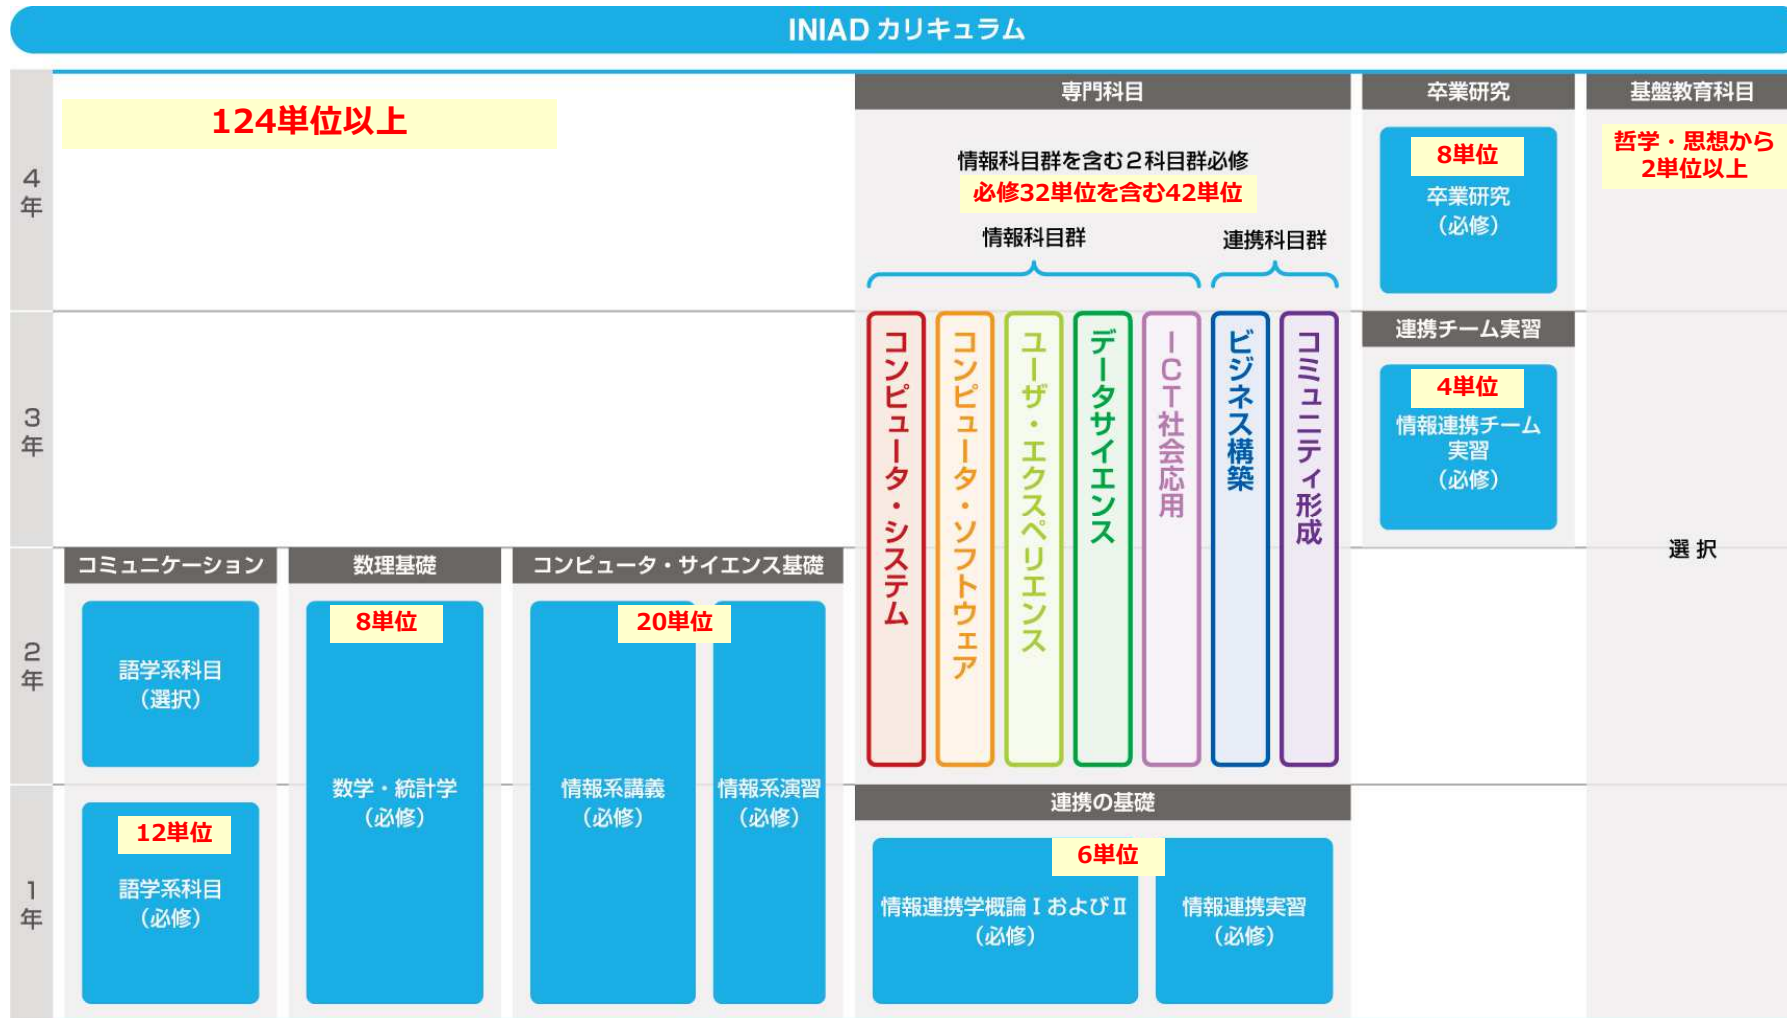 INIAD カリキュラム
124単位以上
専門科目
卒業研究
基盤教育科目
4年
情報科目群を含む2科目群必修
必修32単位を含む42単位
情報科目群
連携科目群
8単位
卒業研究
(必修)
哲学・思想から
2単位以上
3年
コンピュータ・システム
コンピュータ・ソフトウェア
ユーザ・エクスペリエンス
データサイエンス
ICT社会応用
ビジネス構築
コミュニティ形成
連携チーム実習
4単位
情報連携チーム
実習
(必修)
選択
2年
コミュニケーション
数理基礎
コンピュータ・サイエンス基礎
語学系科目
(選択)
8単位
数学・統計学
(必修)
20単位
情報系講義
(必修)
情報系演習
(必修)
1年
12単位
語学系科目
(必修)
連携の基礎
6単位
情報連携学概論ⅠおよびⅡ
(必修)
情報連携実習
(必修)